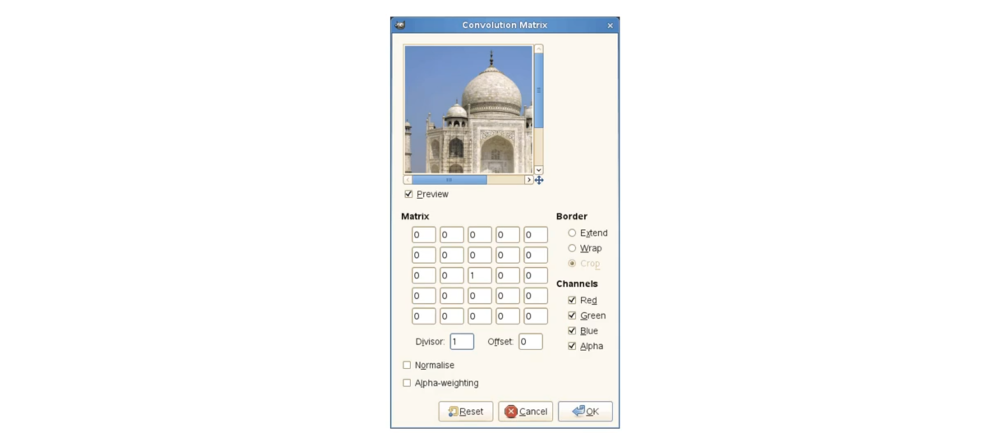 Convolution Matrix
Preview
Matrix
Border
0 0 0 0 0
Extend
0 0 0 0 0
Wrap
0 0 1 0 0
Crop
Channels
0 0 0 0 0
Red
0 0 0 0 0
Green
Blue
Divisor: 1 Offset: 0
Alpha
Normalise
Alpha-weighting
Reset Cancel OK